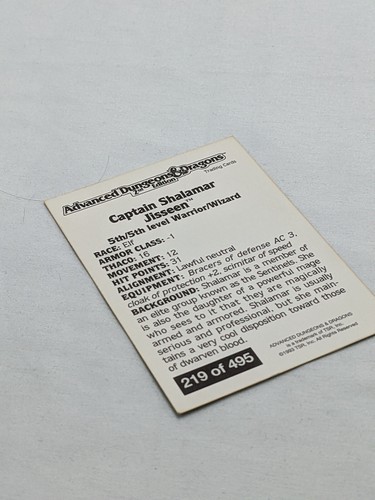 Advanced Dungeons & Dragons®
2nd Edition
Trading Cards
Captain Shalamar
Jisseen™
5th/5th level Warrior/Wizard
RACE: Elf
ARMOR CLASS: -1
THAC0: 16
MOVEMENT: 12
HIT POINTS: 31
ALIGNMENT: Lawful neutral
EQUIPMENT: Bracers of defense AC 3,
cloak of protection +2, scimitar of speed
BACKGROUND: Shalamar is a member of
an elite group known as the Sentinels. She
is also the daughter of a powerful mage
who sees to it that they are magically
armed and armored. Shalamar is usually
serious and professional, but she main-
tains a very cool disposition toward those
of dwarven blood.
219 of 495
ADVANCED DUNGEONS & DRAGONS
is a trademark of TSR, Inc.
©1993 TSR, Inc. All Rights Reserved